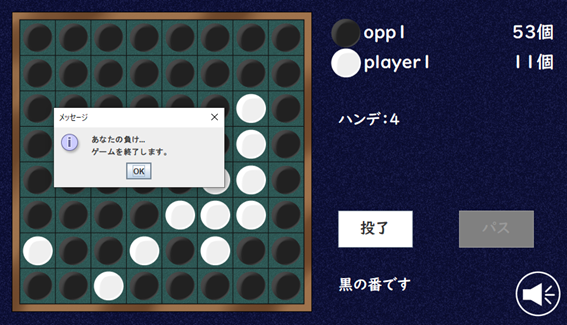 opp1 53個
player1 11個
メッセージ
あなたの負け...
ゲームを終了します。
OK
ハンデ:4
投了 パス
黒の番です